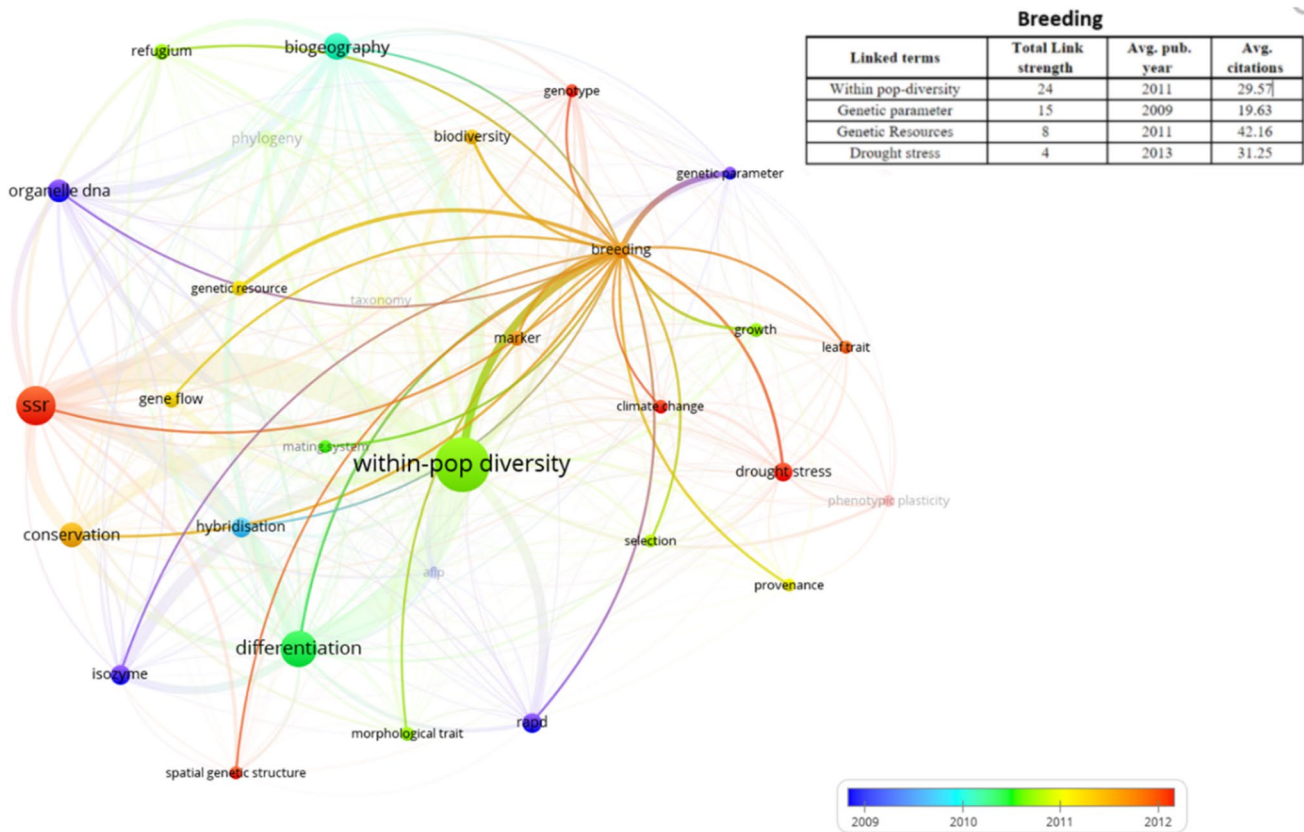 Breeding
Linked terms Total Link strength Avg. pub. year Avg. citations
Within pop-diversity 24 2011 29.57
Genetic parameter 15 2009 19.63
Genetic Resources 8 2011 42.16
Drought stress 4 2013 31.25
refugium
biogeography
genotype
phylogeny
biodiversity
organelle dna
genetic parameter
breeding
genetic resource
taxonomy
marker
growth
leaf trait
ssr
gene flow
climate change
mating system
within-pop diversity
drought stress
phenotypic plasticity
conservation
hybridisation
selection
aflp
provenance
differentiation
isozyme
morphological trait
rapd
spatial genetic structure
2009 2010 2011 2012